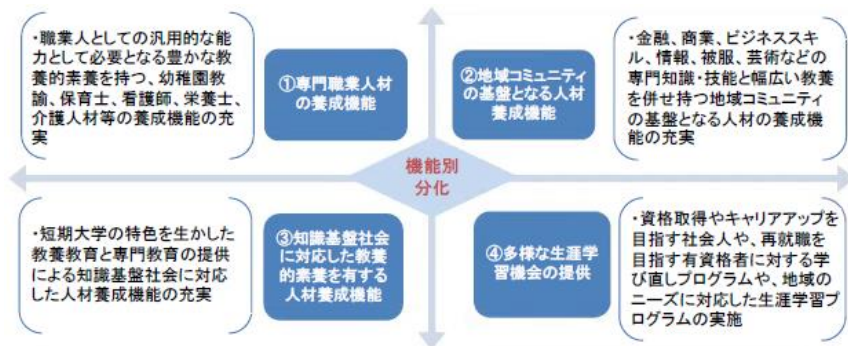 ・職業人としての汎用的な能
力として必要となる豊かな教
養的素養を持つ、幼稚園教
諭、保育士、看護師、栄養士、
介護人材等の養成機能の充
実
①専門職業人材
の養成機能
②地域コミュニティ
の基盤となる人材
養成機能
・金融、商業、ビジネススキ
ル、情報、被服、芸術などの
専門知識・技能と幅広い教養
を併せ持つ地域コミュニティ
の基盤となる人材の養成機
能の充実
機能別
分化
・短期大学の特色を生かした
教養教育と専門教育の提供
による知識基盤社会に対応
した人材養成機能の充実
③知識基盤社会
に対応した教養
的素養を有する
人材養成機能
④多様な生涯学
習機会の提供
・資格取得やキャリアアップを
目指す社会人や、再就職を
目指す有資格者に対する学
び直しプログラムや、地域の
ニーズに対応した生涯学習プ
ログラムの実施